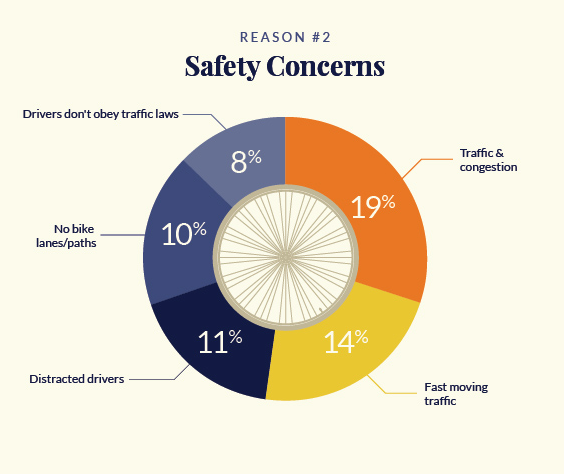 REASON #2
Safety Concerns
Drivers don't obey traffic laws
8%
Traffic &
congestion
19%
No bike
lanes/paths
10%
11%
14%
Distracted drivers
Fast moving
traffic